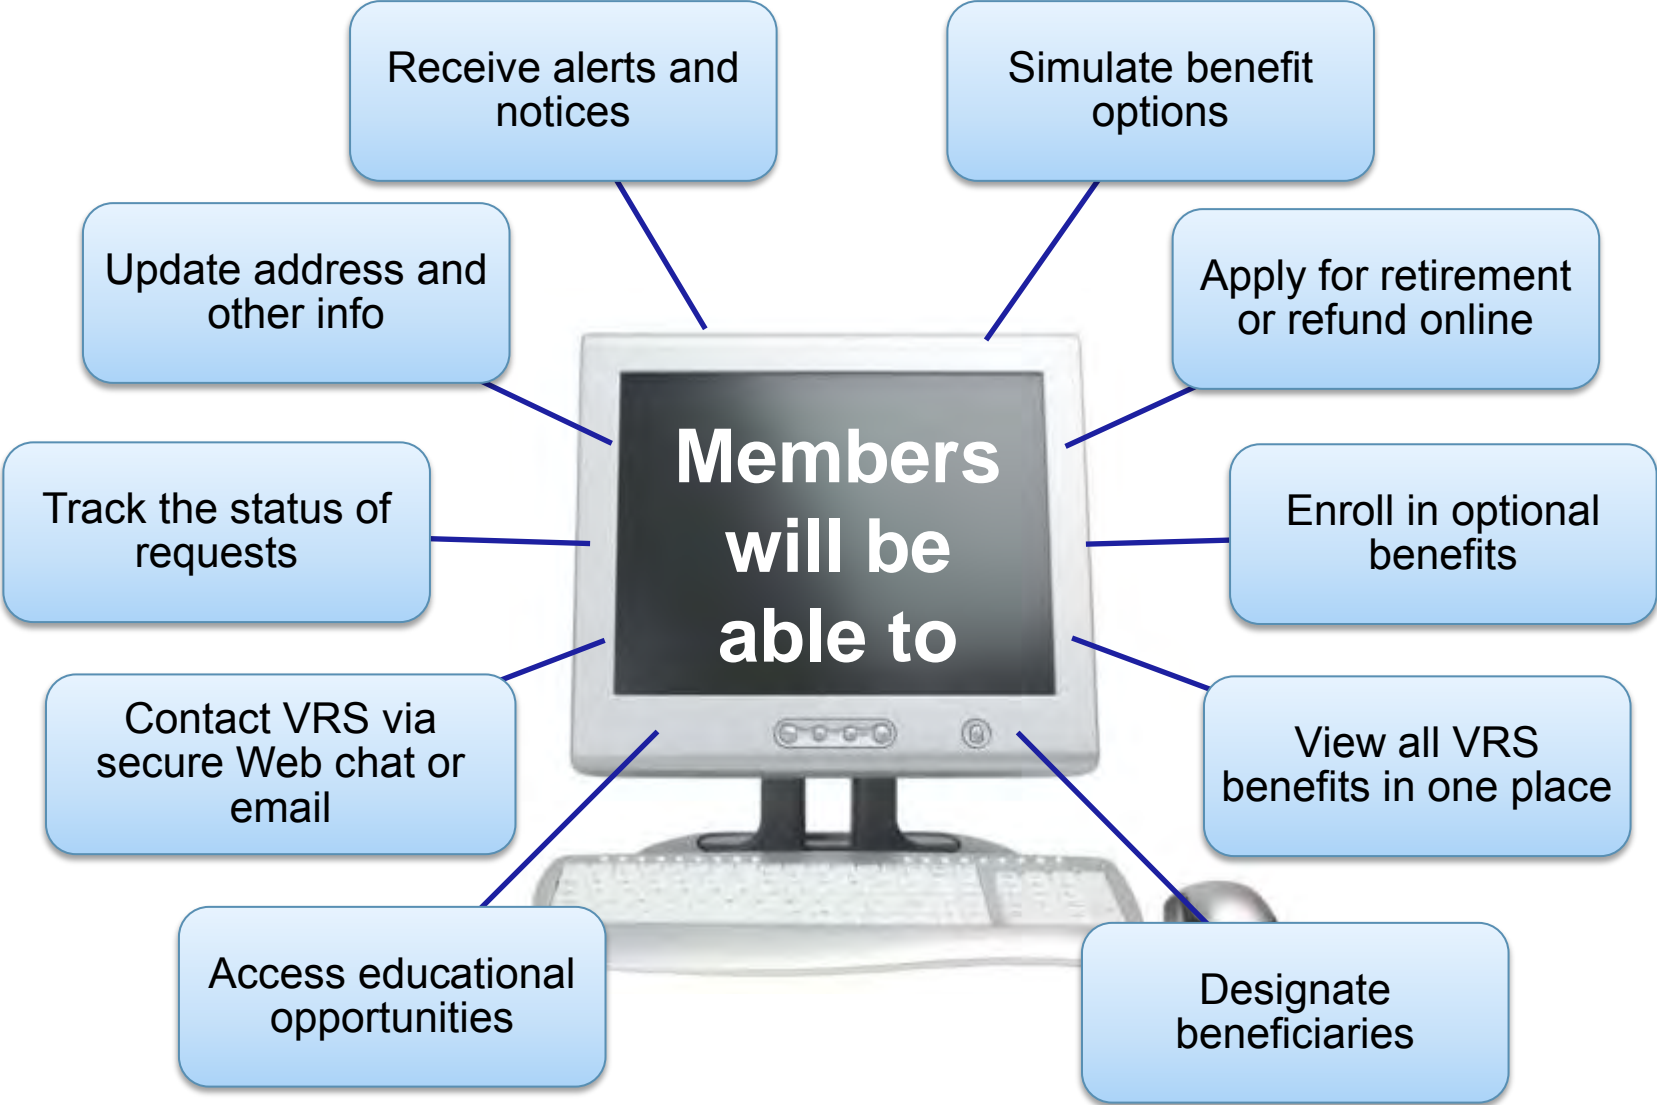 Receive alerts and
notices
Simulate benefit
options
Update address and
other info
Apply for retirement
or refund online
Members
will be
able to
Track the status of
requests
Enroll in optional
benefits
Contact VRS via
secure Web chat or
email
View all VRS
benefits in one place
Access educational
opportunities
Designate
beneficiaries